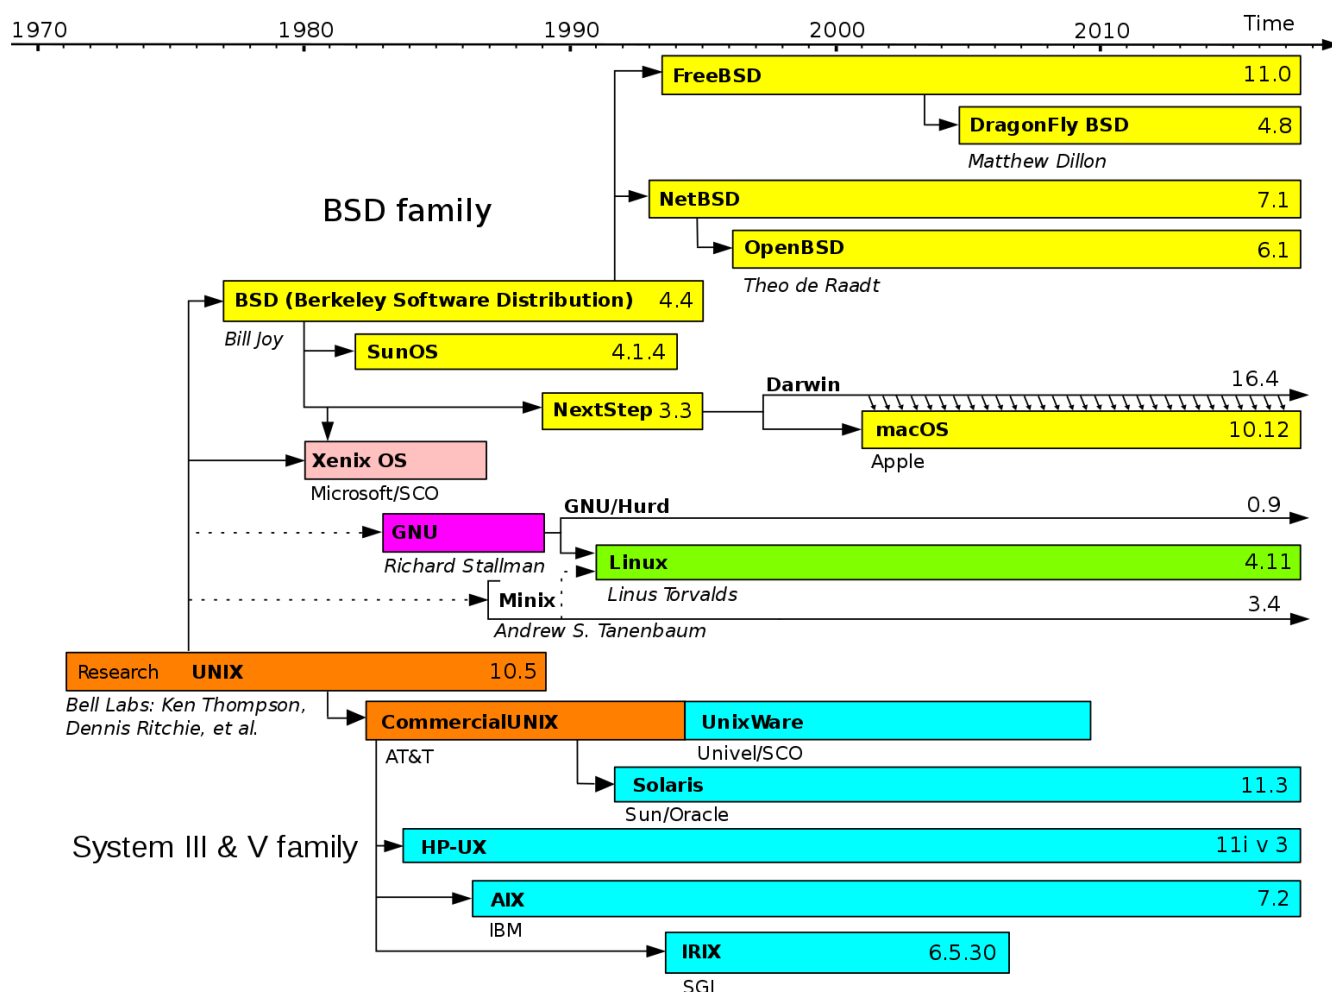 1970 1980 1990 2000 2010 Time
FreeBSD 11.0
DragonFly BSD 4.8
Matthew Dillon
NetBSD 7.1
BSD family
OpenBSD 6.1
Theo de Raadt
BSD (Berkeley Software Distribution) 4.4
Bill Joy
SunOS 4.1.4
Darwin 16.4
NextStep 3.3
macOS 10.12
Apple
Xenix OS
Microsoft/SCO
GNU/Hurd 0.9
GNU
Richard Stallman
Linux 4.11
Linus Torvalds
Minix 3.4
Andrew S. Tanenbaum
Research UNIX 10.5
Bell Labs: Ken Thompson,
Dennis Ritchie, et al.
CommercialUNIX UnixWare
AT&T Univel/SCO
Solaris 11.3
Sun/Oracle
System III & V family
HP-UX 11i v 3
AIX 7.2
IBM
IRIX 6.5.30
SGI